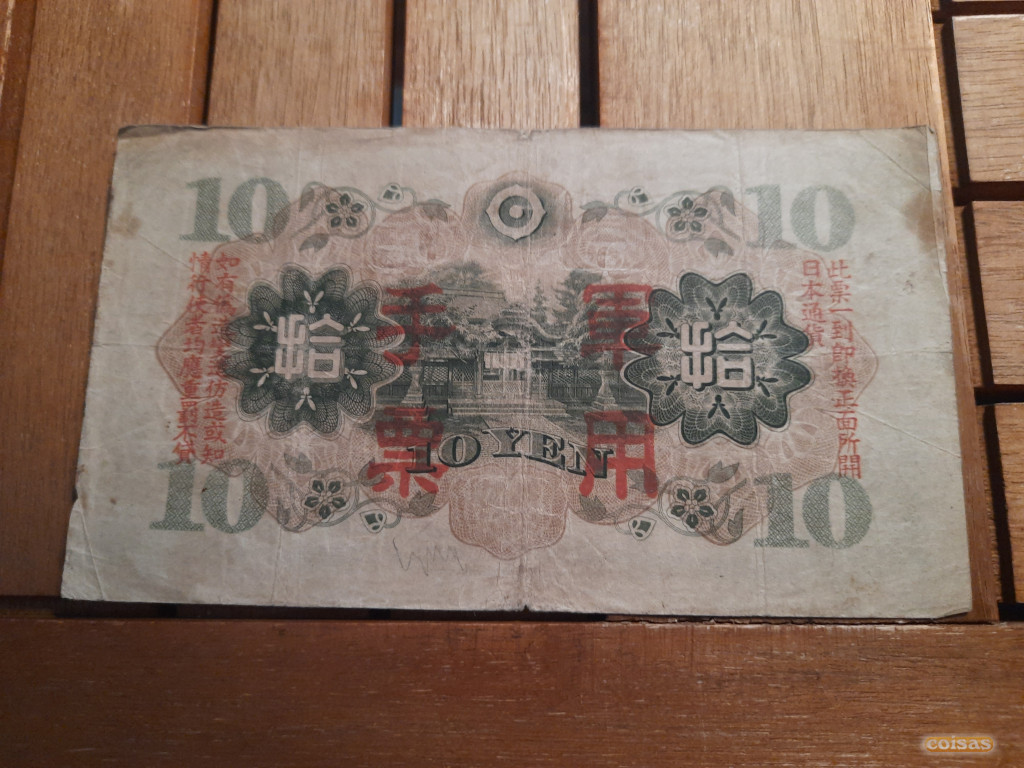 10
10
此票一到即換正面所開
日本通貨
軍用
手票
如有偽造變造仿造或知
情行使者均應重罰不貸
拾
拾
10 YEN
10
10
coisas